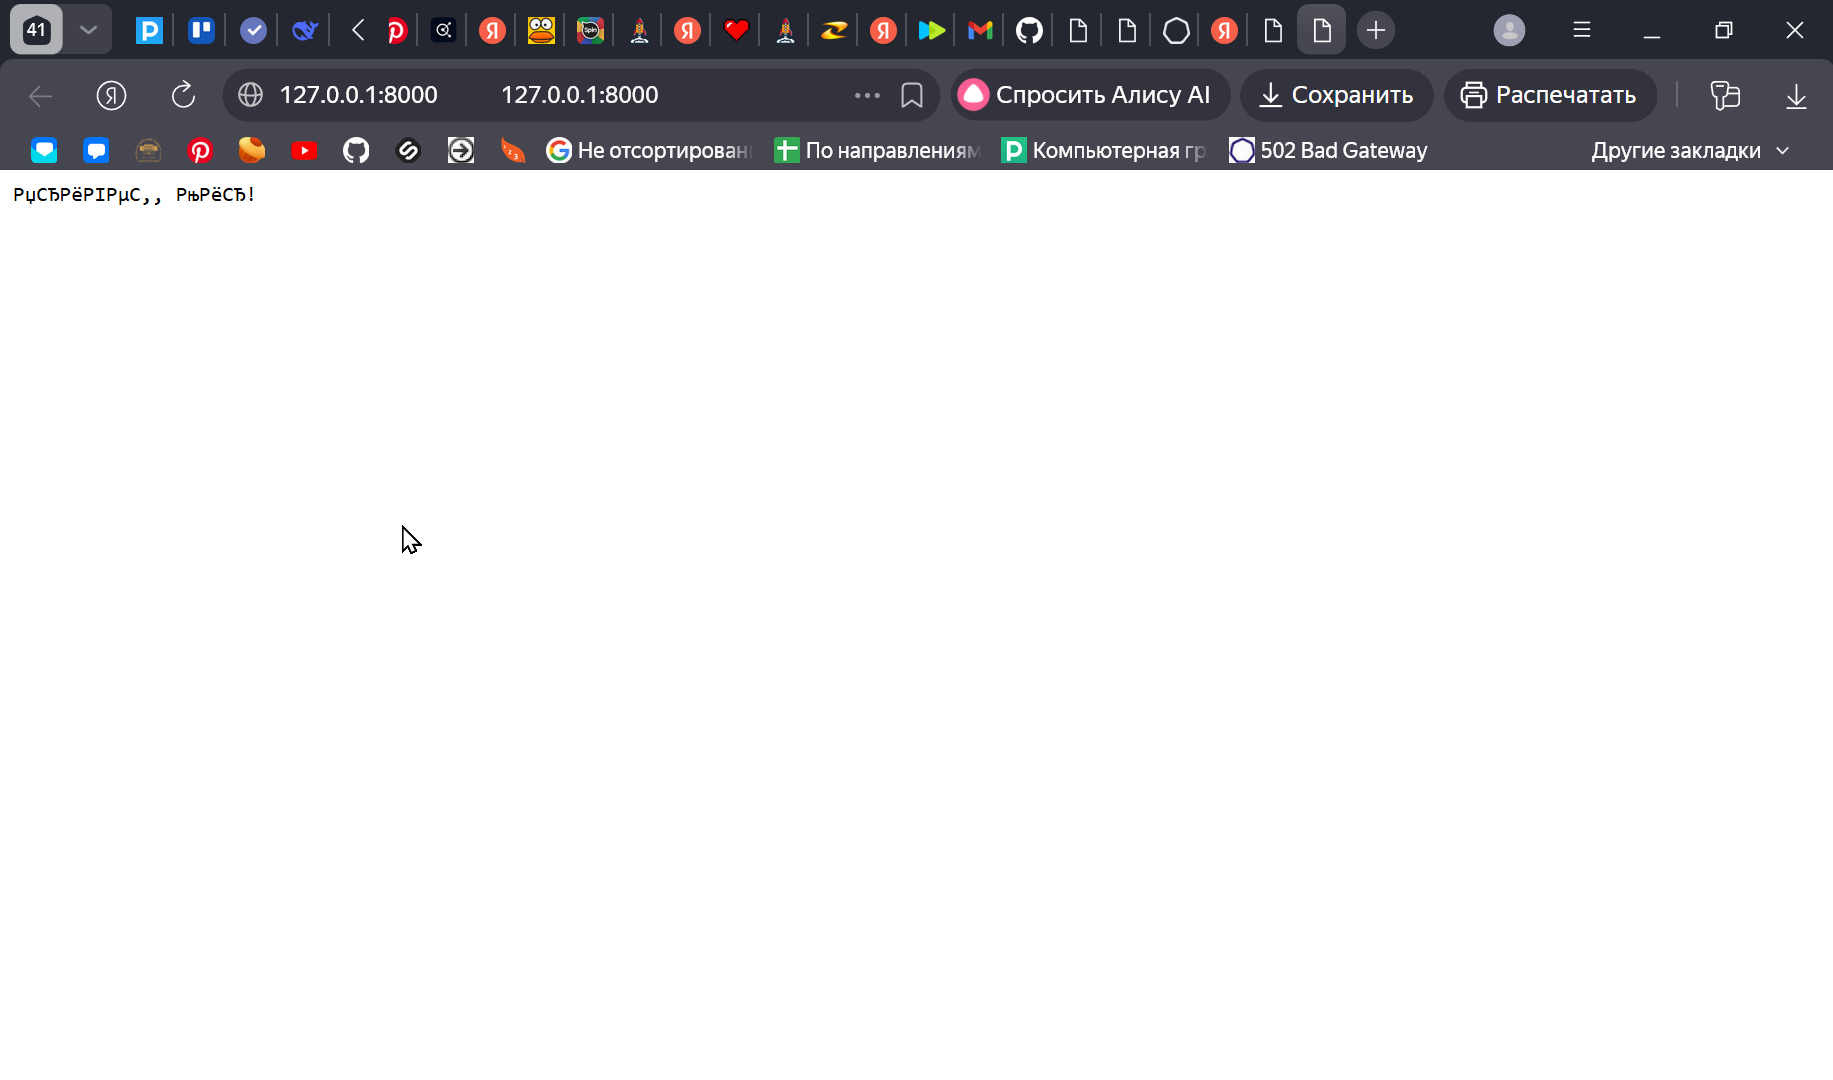 41
127.0.0.1:8000 127.0.0.1:8000 Спросить Алису AI Сохранить Распечатать
Не отсортирован По направлениям Компьютерная гр 502 Bad Gateway Другие закладки
РџСЂРёРІРµС‚, РњРёСЂ!